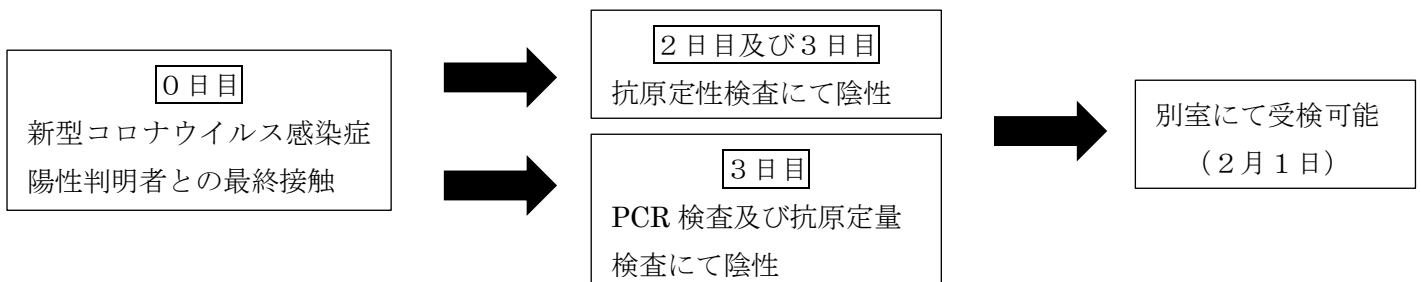 ０日目
新型コロナウイルス感染症
陽性判明者との最終接触
２日目及び３日目
抗原定性検査にて陰性
３日目
PCR 検査及び抗原定量
検査にて陰性
別室にて受検可能
（２月１日）